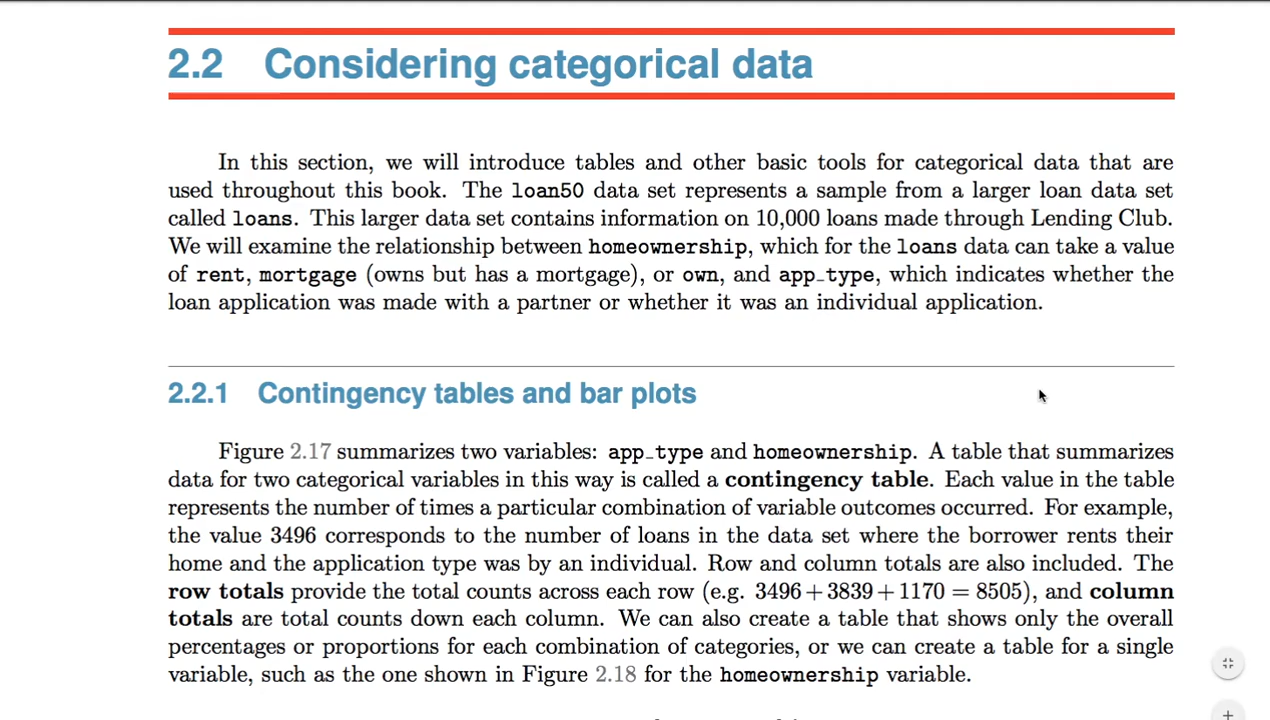 2.2 Considering categorical data
In this section, we will introduce tables and other basic tools for categorical data that are
used throughout this book. The loan50 data set represents a sample from a larger loan data set
called loans. This larger data set contains information on 10,000 loans made through Lending Club.
We will examine the relationship between homeownership, which for the loans data can take a value
of rent, mortgage (owns but has a mortgage), or own, and app_type, which indicates whether the
loan application was made with a partner or whether it was an individual application.
2.2.1 Contingency tables and bar plots
Figure 2.17 summarizes two variables: app_type and homeownership. A table that summarizes
data for two categorical variables in this way is called a contingency table. Each value in the table
represents the number of times a particular combination of variable outcomes occurred. For example,
the value 3496 corresponds to the number of loans in the data set where the borrower rents their
home and the application type was by an individual. Row and column totals are also included. The
row totals provide the total counts across each row (e.g. 3496 + 3839 + 1170 = 8505), and column
totals are total counts down each column. We can also create a table that shows only the overall
percentages or proportions for each combination of categories, or we can create a table for a single
variable, such as the one shown in Figure 2.18 for the homeownership variable.